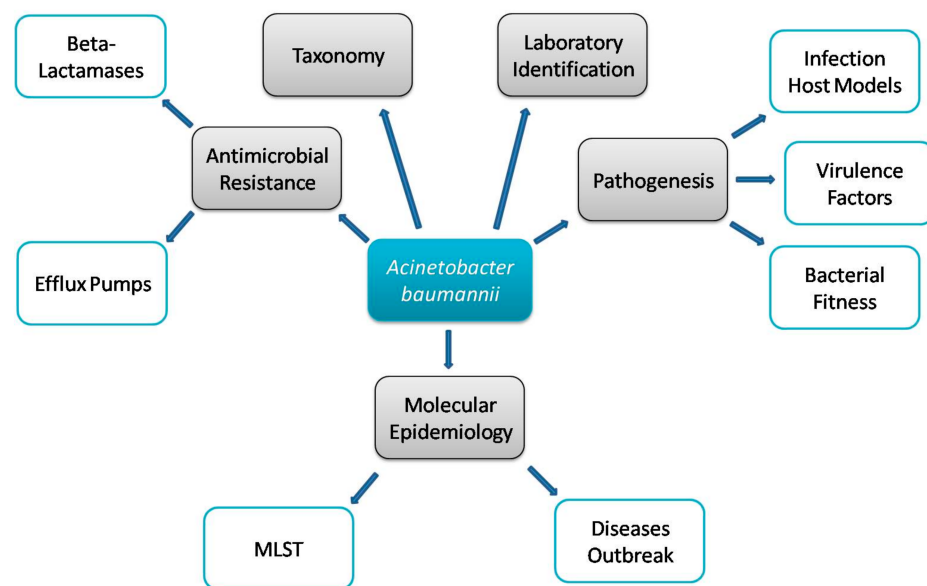 Beta-
Lactamases
Taxonomy
Laboratory
Identification
Infection
Host Models
Antimicrobial
Resistance
Pathogenesis
Virulence
Factors
Efflux Pumps
Acinetobacter
baumannii
Bacterial
Fitness
Molecular
Epidemiology
MLST
Diseases
Outbreak